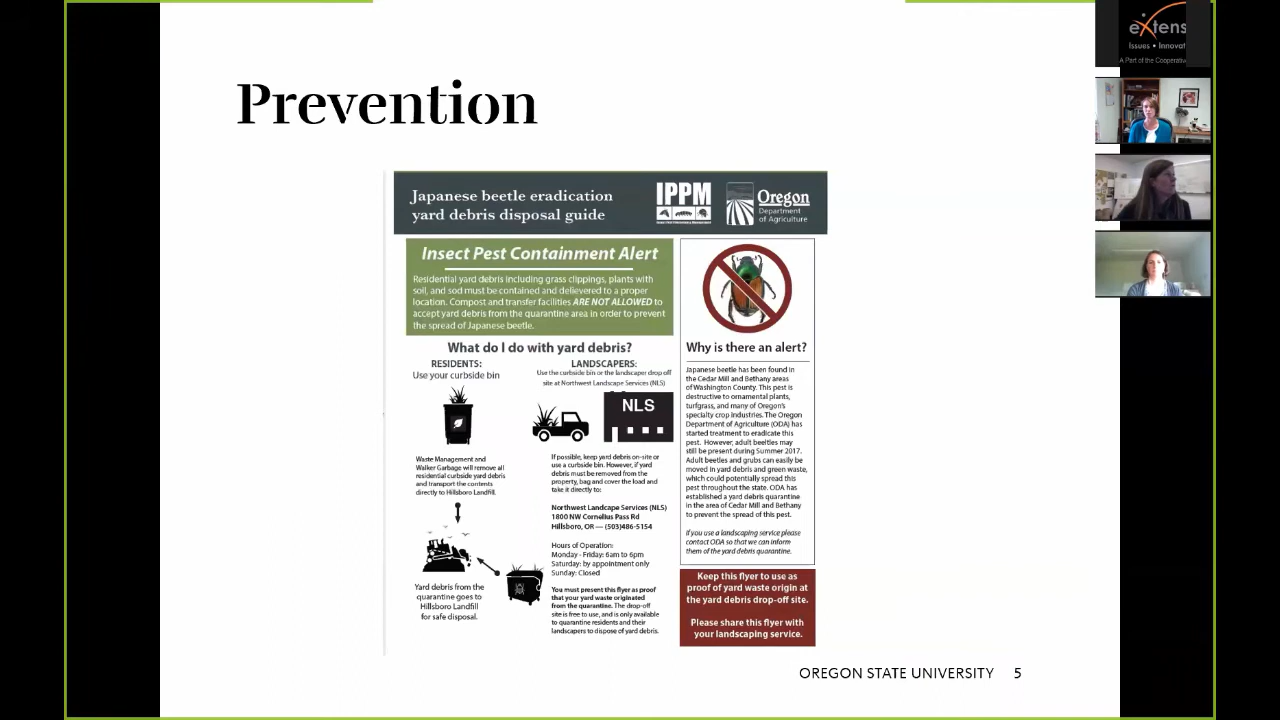 Prevention
Japanese beetle eradication
yard debris disposal guide
IPPM
Oregon
Department
of Agriculture
Insect Pest Containment Alert
Residential yard debris including grass clippings, plants with
soil, and sod must be contained and delievered to a proper
location. Compost and transfer facilities ARE NOT ALLOWED to
accept yard debris from the quarantine area in order to prevent
the spread of Japanese beetle.
What do I do with yard debris?
RESIDENTS:
Use your curbside bin
Waste Management and
Walker Garbage will remove all
residential curbside yard debris
and transport the contents
directly to Hillsboro Landfill.
Yard debris from the
quarantine goes to
Hillsboro Landfill
for safe disposal.
LANDSCAPERS:
Use the curbside bin or the landscaper drop off
site at Northwest Landscape Services (NLS)
NLS
If possible, keep yard debris on-site or
use a curbside bin. However, if yard
debris must be removed from the
property, bag and cover the load and
take it directly to:
Northwest Landscape Services (NLS)
1800 NW Cornelius Pass Rd
Hillsboro, OR — (503)486-5154
Hours of Operation:
Monday - Friday: 6am to 6pm
Saturday: by appointment only
Sunday: Closed
You must present this flyer as proof
that your yard waste originated
from the quarantine. The drop-off
site is free to use, and is only available
to quarantine residents and their
landscapers to dispose of yard debris.
Why is there an alert?
Japanese beetle has been found in
the Cedar Mill and Bethany areas
of Washington County. This pest is
destructive to ornamental plants,
turfgrass, and many of Oregon's
specialty crop industries. The Oregon
Department of Agriculture (ODA) has
started treatment to eradicate this
pest. However, adult beeltles may
still be present during Summer 2017.
Adult beetles and grubs can easily be
moved in yard debris and green waste,
which could potentially spread this
pest throughout the state. ODA has
established a yard debris quarantine
in the area of Cedar Mill and Bethany
to prevent the spread of this pest.
If you use a landscaping service please
contact ODA so that we can inform
them of the yard debris quarantine.
Keep this flyer to use as
proof of yard waste origin at
the yard debris drop-off site.
Please share this flyer with
your landscaping service.
OREGON STATE UNIVERSITY 5
eXtens
Issues • Innovat
A Part of the Cooperativ